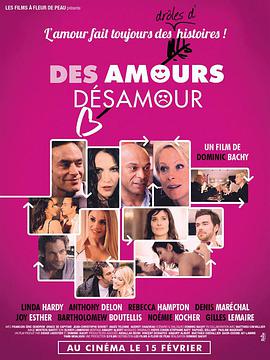 LES FILMS À FLEUR DE PEAU présentent
drôles d'
L'amour fait toujours des histoires !
DES AMOURS
DÉSAMOUR
UN FILM DE
DOMINIC BACHY
LINDA HARDY ANTHONY DELON REBECCA HAMPTON DENIS MARÉCHAL
JOY ESTHER BARTHOLOMEW BOUTELLIS NOÉMIE KOCHER GILLES LEMAIRE
AU CINÉMA LE 15 FÉVRIER